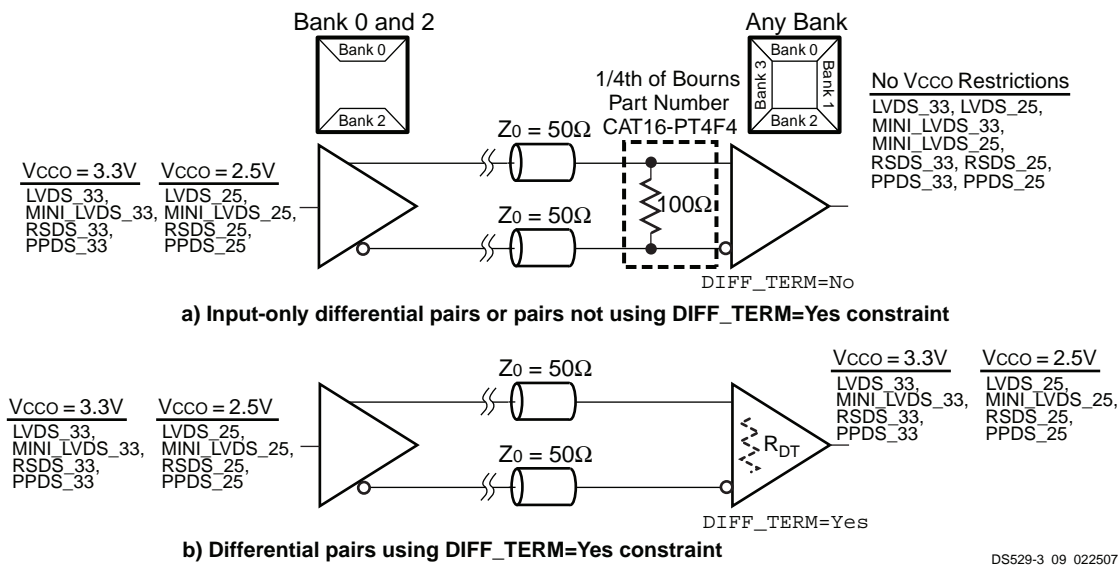 Bank 0 and 2
Bank 0
Bank 2
Any Bank
Bank 0
Bank 3
Bank 1
Bank 2
1/4th of Bourns
Part Number
CAT16-PT4F4
No VCCO Restrictions
LVDS_33, LVDS_25,
MINI_LVDS_33,
MINI_LVDS_25,
RSDS_33, RSDS_25,
PPDS_33, PPDS_25
VCCO = 3.3V
LVDS_33,
MINI_LVDS_33,
RSDS_33,
PPDS_33
VCCO = 2.5V
LVDS_25,
MINI_LVDS_25,
RSDS_25,
PPDS_25
Z0 = 50Ω
Z0 = 50Ω
100Ω
DIFF_TERM=No
a) Input-only differential pairs or pairs not using DIFF_TERM=Yes constraint
VCCO = 3.3V
LVDS_33,
MINI_LVDS_33,
RSDS_33,
PPDS_33
VCCO = 2.5V
LVDS_25,
MINI_LVDS_25,
RSDS_25,
PPDS_25
Z0 = 50Ω
Z0 = 50Ω
RDT
DIFF_TERM=Yes
VCCO = 3.3V
LVDS_33,
MINI_LVDS_33,
RSDS_33,
PPDS_33
VCCO = 2.5V
LVDS_25,
MINI_LVDS_25,
RSDS_25,
PPDS_25
b) Differential pairs using DIFF_TERM=Yes constraint
DS529-3_09_022507